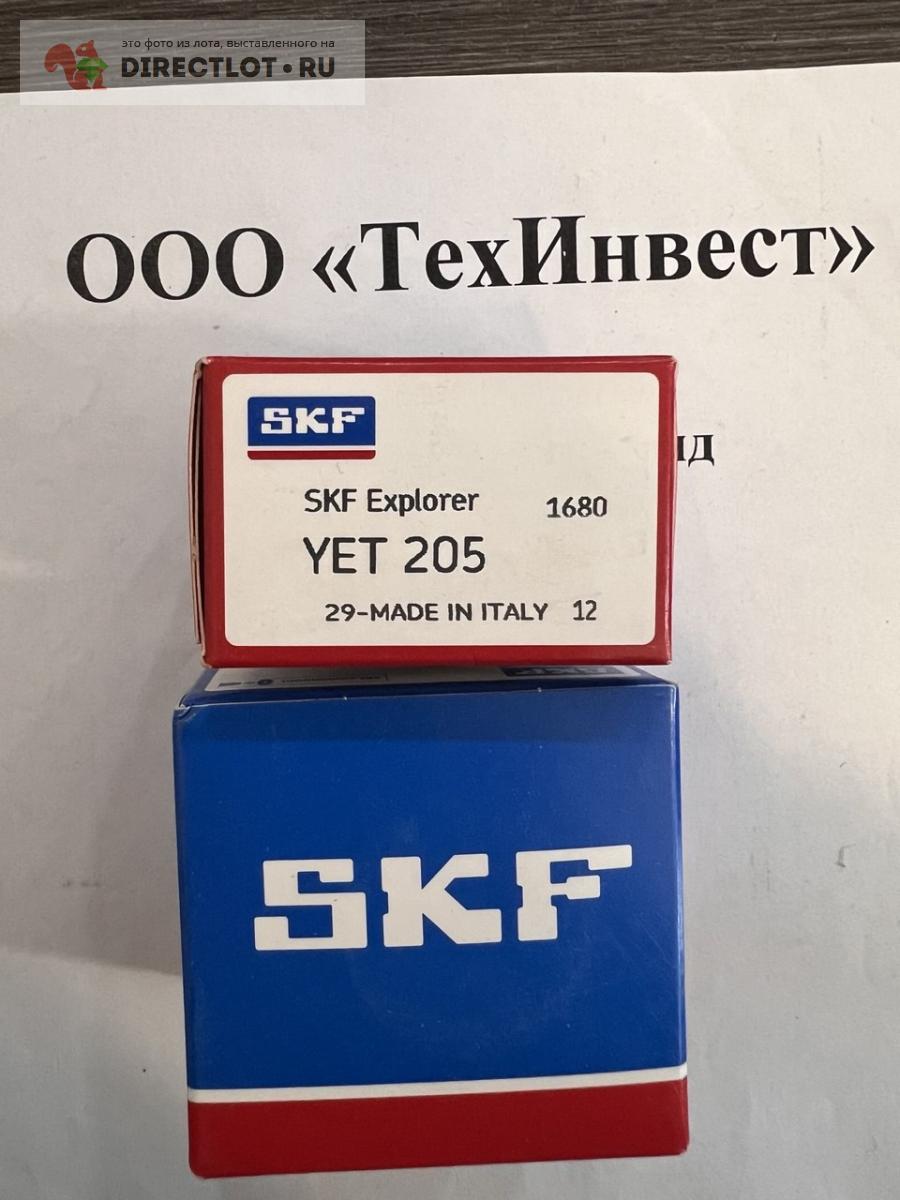 это фото из лота, выставленного на
DIRECTLOT•RU
ООО «ТехИнвест»
SKF
SKF Explorer 1680
YET 205
29-MADE IN ITALY 12
SKF
SKF